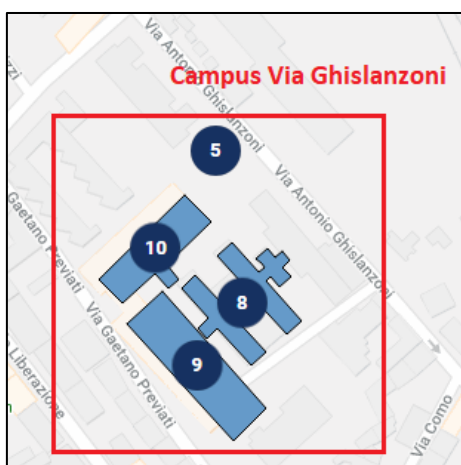 Via Antonio Ghislanzoni
Campus Via Ghislanzoni
5
Via Antonio Ghislanzoni
Gaetano Previati
10
8
Via Gaetano Previati
9
Liberazione
Via Como